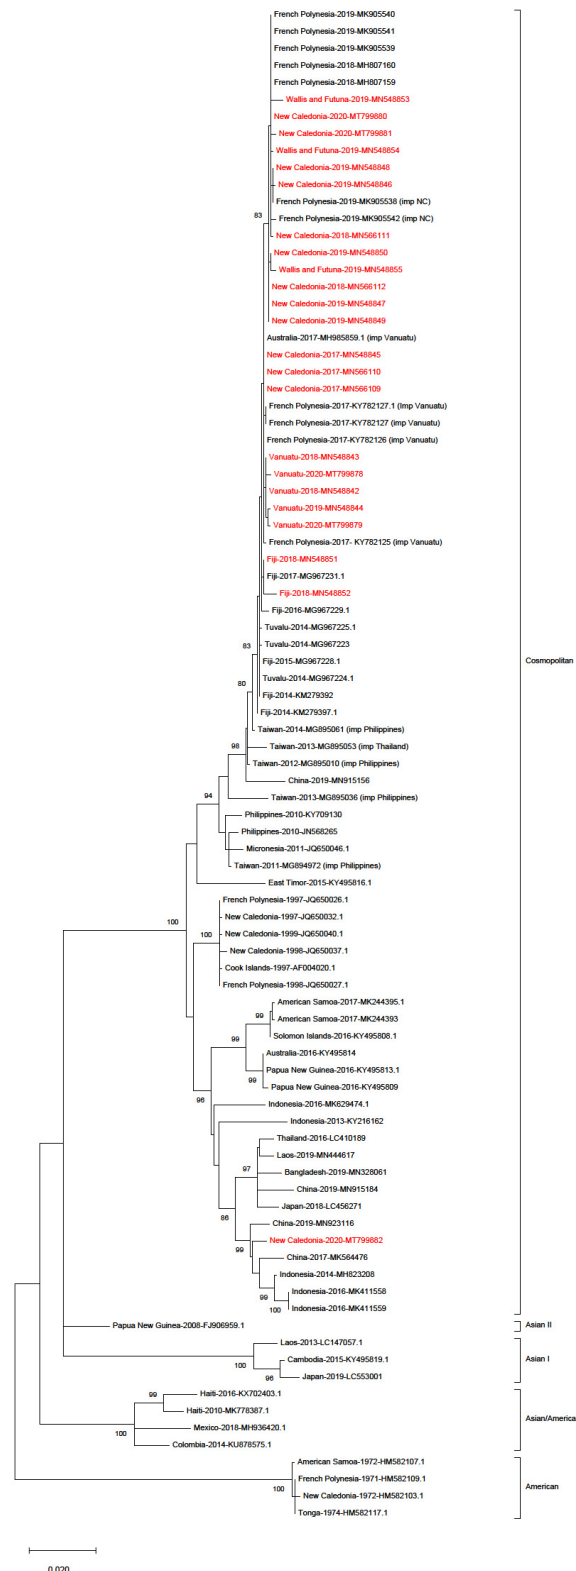 French Polynesia-2019-MK905540
French Polynesia-2019-MK905541
French Polynesia-2019-MK905539
French Polynesia-2018-MH807160
French Polynesia-2018-MH807159
Wallis and Futuna-2019-MN548853
New Caledonia-2020-MT799880
New Caledonia-2020-MT799881
Wallis and Futuna-2019-MN548854
New Caledonia-2019-MN548848
New Caledonia-2019-MN548846
French Polynesia-2019-MK905538 (imp NC)
83
French Polynesia-2019-MK905542 (imp NC)
New Caledonia-2018-MN566111
New Caledonia-2019-MN548850
Wallis and Futuna-2019-MN548855
New Caledonia-2018-MN566112
New Caledonia-2019-MN548847
New Caledonia-2019-MN548849
Australia-2017-MH985859.1 (imp Vanuatu)
New Caledonia-2017-MN548845
New Caledonia-2017-MN566110
New Caledonia-2017-MN566109
French Polynesia-2017-KY782127.1 (Imp Vanuatu)
French Polynesia-2017-KY782127 (imp Vanuatu)
French Polynesia-2017-KY782126 (imp Vanuatu)
Vanuatu-2018-MN548843
Vanuatu-2020-MT799878
Vanuatu-2018-MN548842
Vanuatu-2019-MN548844
Vanuatu-2020-MT799879
French Polynesia-2017- KY782125 (imp Vanuatu)
Fiji-2018-MN548851
Fiji-2017-MG967231.1
Fiji-2018-MN548852
Fiji-2016-MG967229.1
Tuvalu-2014-MG967225.1
83
Tuvalu-2014-MG967223
Fiji-2015-MG967228.1
Cosmopolitan
80
Tuvalu-2014-MG967224.1
Fiji-2014-KM279392
Fiji-2014-KM279397.1
Taiwan-2014-MG895061 (imp Philippines)
98
Taiwan-2013-MG895053 (imp Thailand)
Taiwan-2012-MG895010 (imp Philippines)
China-2019-MN915156
94
Taiwan-2013-MG895036 (imp Philippines)
Philippines-2010-KY709130
Philippines-2010-JN568265
Micronesia-2011-JQ650046.1
Taiwan-2011-MG894972 (imp Philippines)
East Timor-2015-KY495816.1
French Polynesia-1997-JQ650026.1
100
New Caledonia-1997-JQ650032.1
100
New Caledonia-1999-JQ650040.1
New Caledonia-1998-JQ650037.1
Cook Islands-1997-AF004020.1
French Polynesia-1998-JQ650027.1
American Samoa-2017-MK244395.1
99
American Samoa-2017-MK244393
99
Solomon Islands-2016-KY495808.1
Australia-2016-KY495814
Papua New Guinea-2016-KY495813.1
99
Papua New Guinea-2016-KY495809
96
Indonesia-2016-MK629474.1
Indonesia-2013-KY216162
Thailand-2016-LC410189
Laos-2019-MN444617
97
Bangladesh-2019-MN328061
China-2019-MN915184
Japan-2018-LC456271
86
China-2019-MN923116
New Caledonia-2020-MT799882
99
China-2017-MK564476
Indonesia-2014-MH823208
99
Indonesia-2016-MK411558
100
Indonesia-2016-MK411559
Papua New Guinea-2008-FJ906959.1
Asian II
Laos-2013-LC147057.1
100
Cambodia-2015-KY495819.1
Asian I
96
Japan-2019-LC553001
99
Haiti-2016-KX702403.1
Haiti-2010-MK778387.1
Asian/America
Mexico-2018-MH936420.1
100
Colombia-2014-KU878575.1
American Samoa-1972-HM582107.1
French Polynesia-1971-HM582109.1
American
100
New Caledonia-1972-HM582103.1
Tonga-1974-HM582117.1
0.020